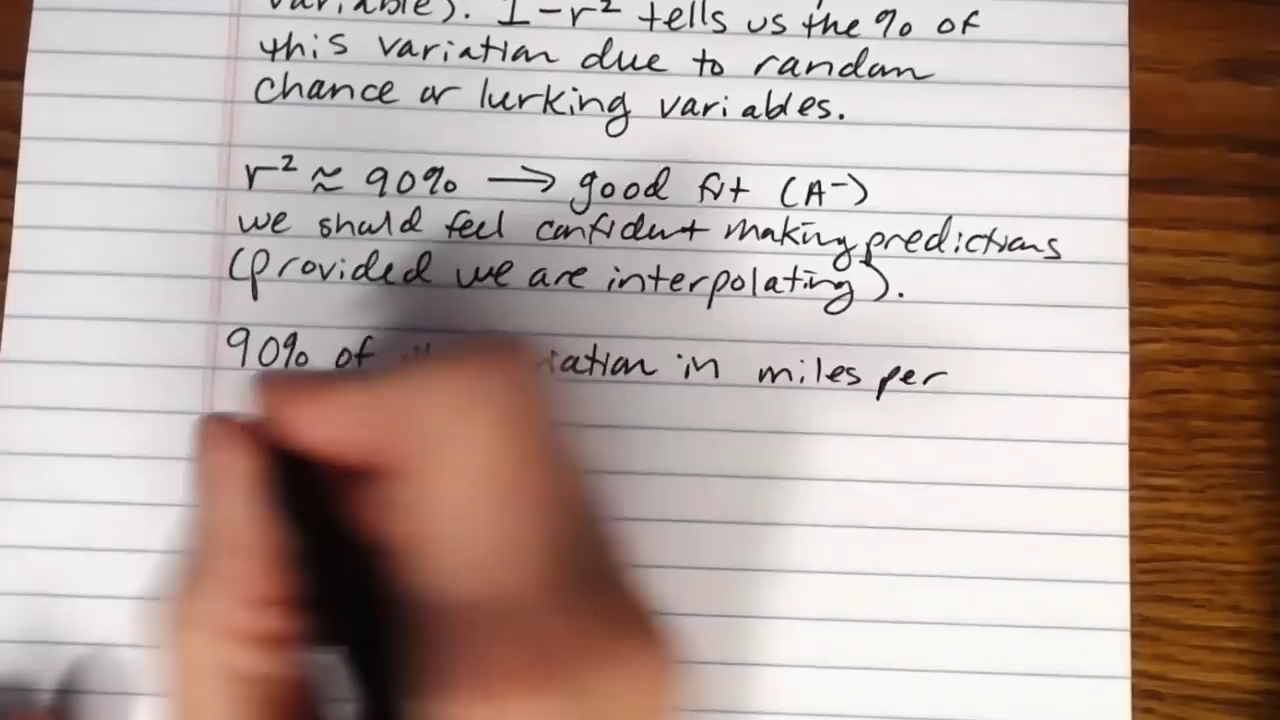 variable). 1-r² tells us the % of
this variation due to random
chance or lurking variables.
r² ≈ 90% → good fit (A-)
we should feel confident making predictions
(provided we are interpolating).
90% of in miles per